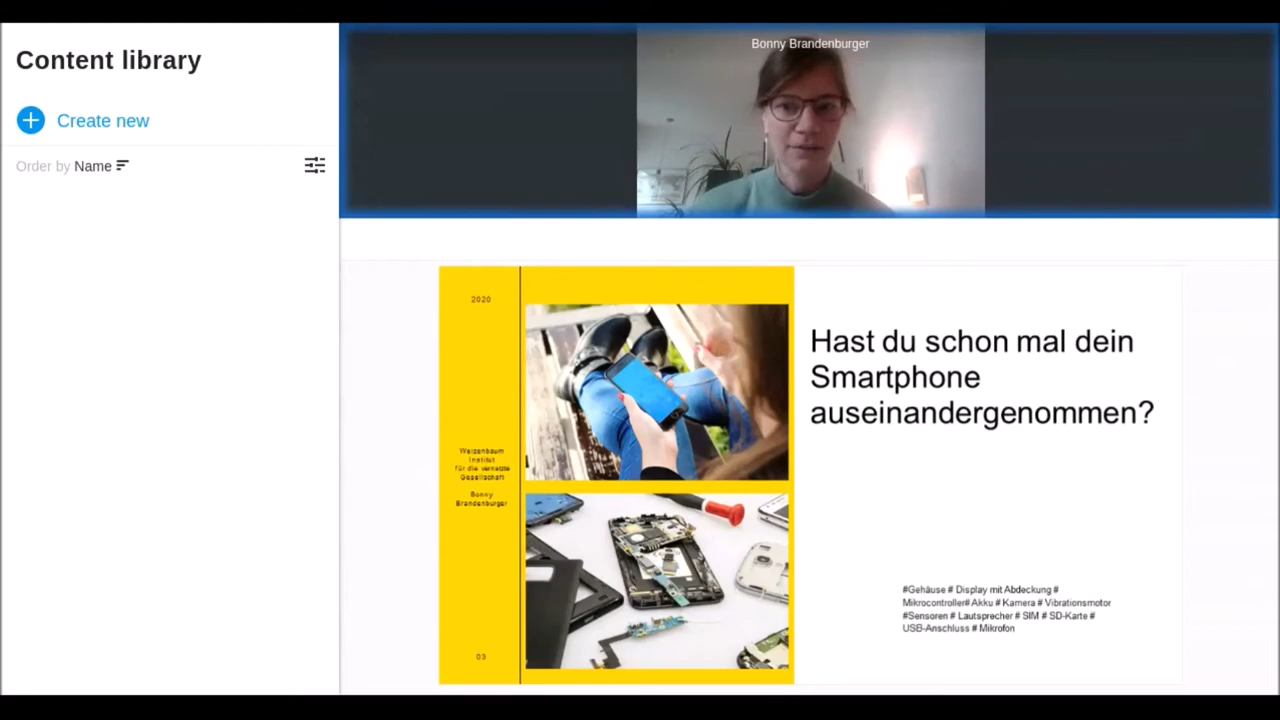 Content library
Create new
Order by Name
Bonny Brandenburger
2020
Weizenbaum
Institut
für die vernetzte
Gesellschaft
Bonny
Brandenburger
03
Hast du schon mal dein
Smartphone
auseinandergenommen?
#Gehäuse # Display mit Abdeckung #
Mikrocontroller# Akku # Kamera # Vibrationsmotor
#Sensoren # Lautsprecher # SIM # SD-Karte #
USB-Anschluss # Mikrofon